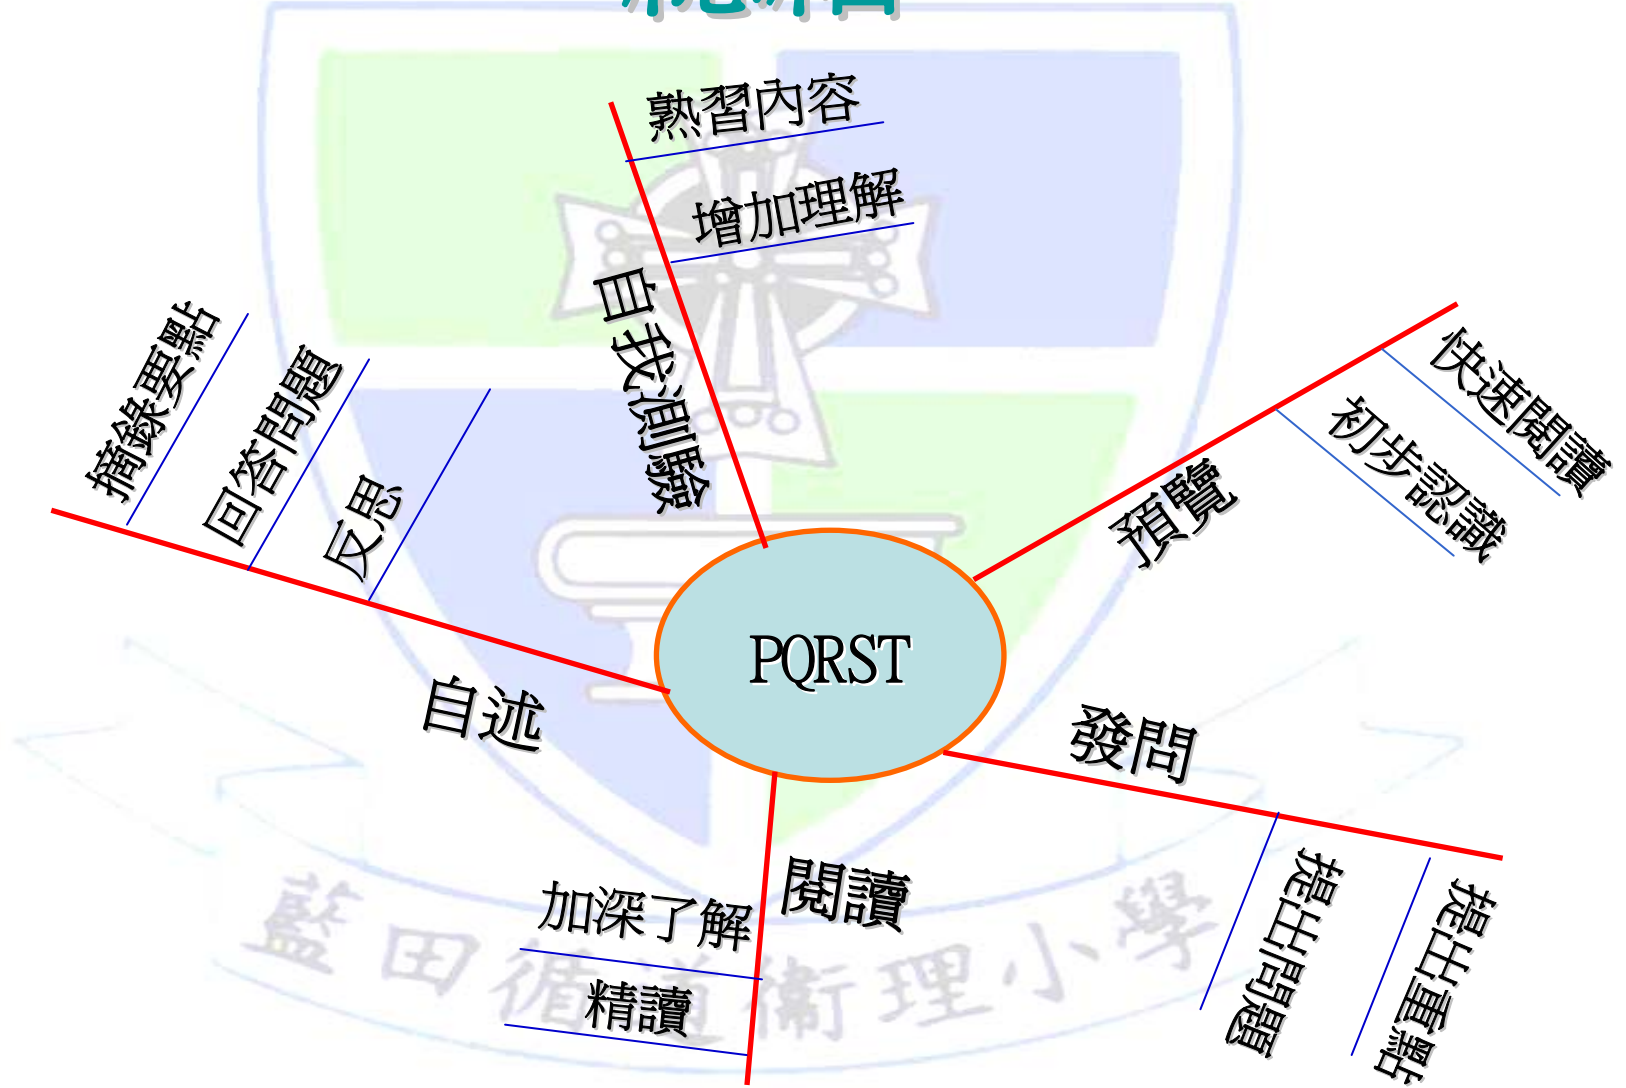 熟習內容
增加理解
自我測驗
快速閱讀
初步認識
預覽
摘錄要點
回答問題
反思
自述
PQRST
發問
提出問題
提出重點
閱讀
加深了解
精讀
藍田循道衞理小學